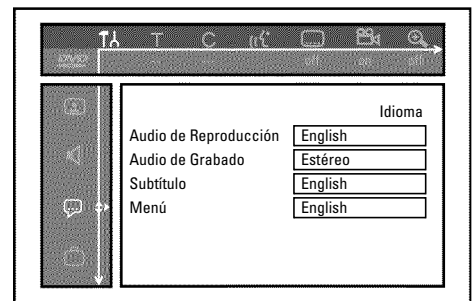 T C
off on off
Idioma
Audio de Reproducción English
Audio de Grabado Estéreo
Subtítulo English
Menú English